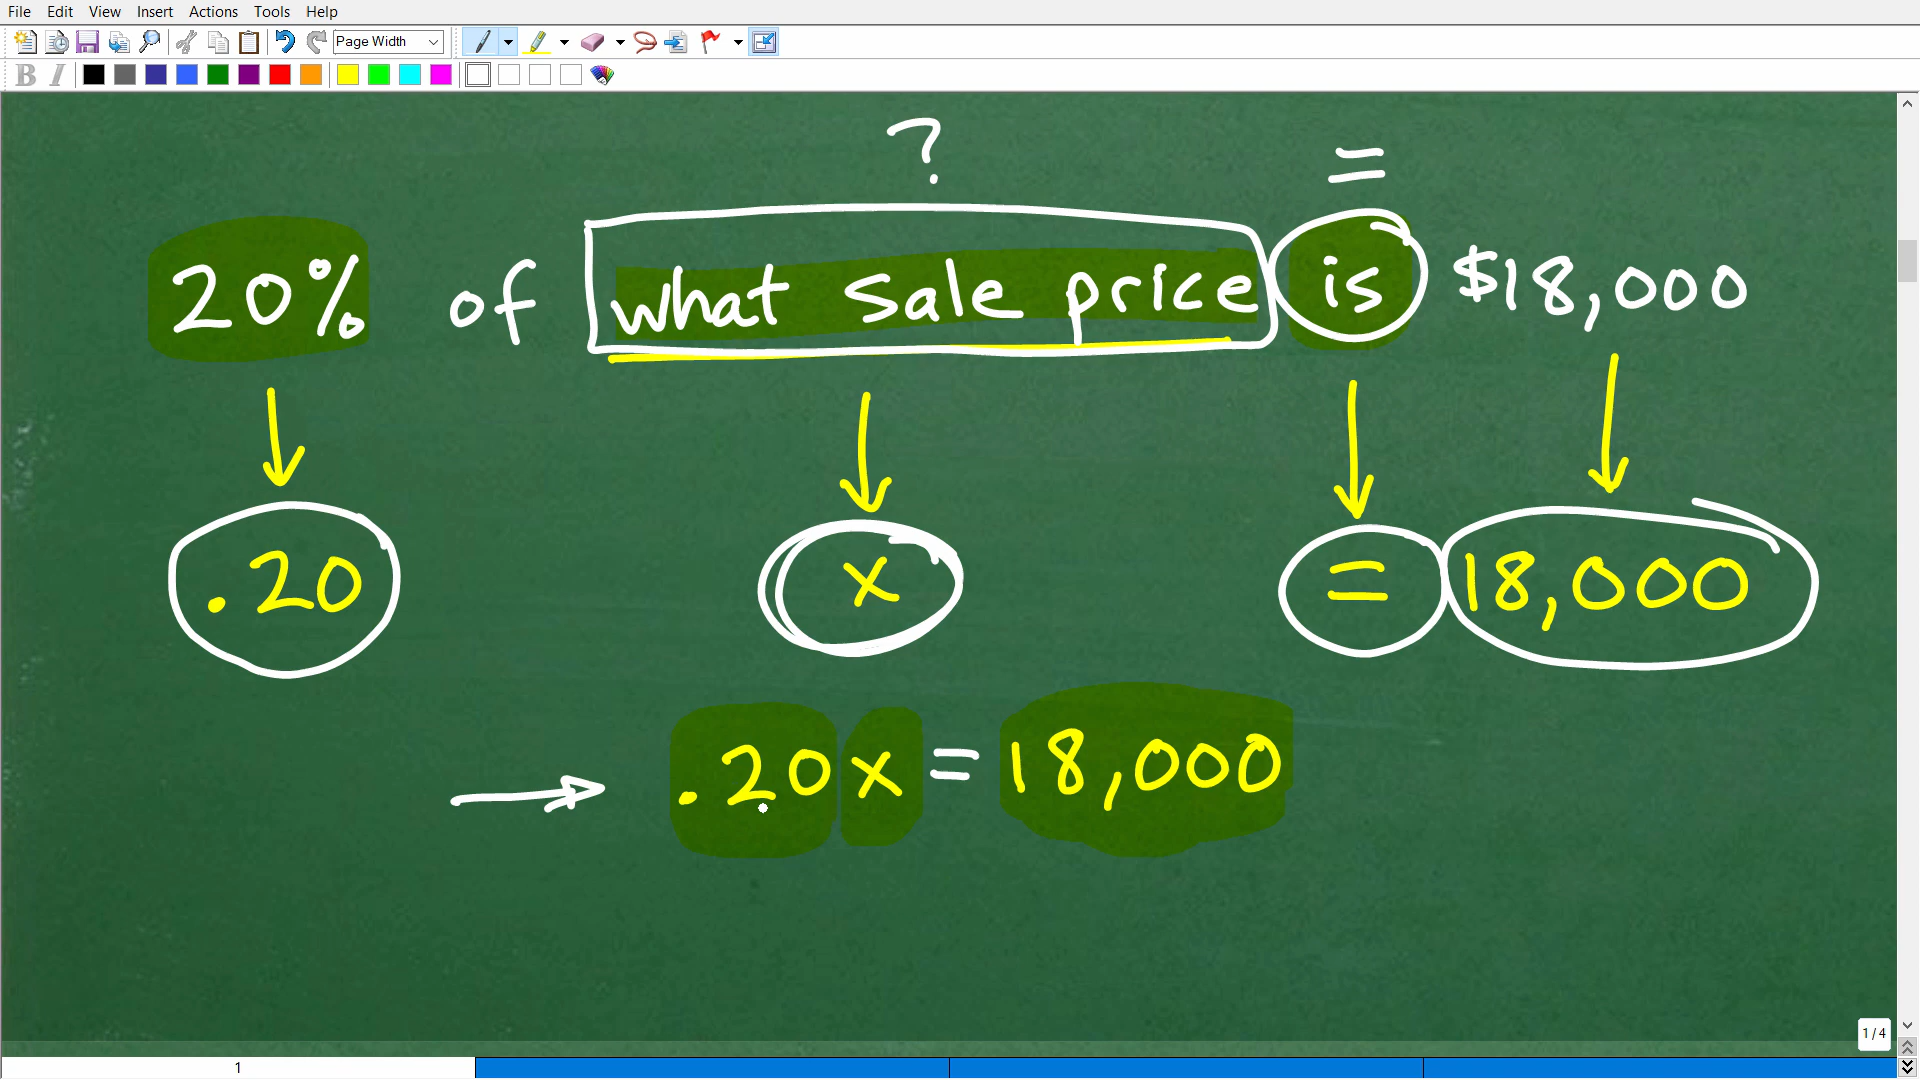 File Edit View Insert Actions Tools Help
Page Width
B I
? =
20% of what sale price is $18,000
.20 x = 18,000
.20x = 18,000
1 / 4
1